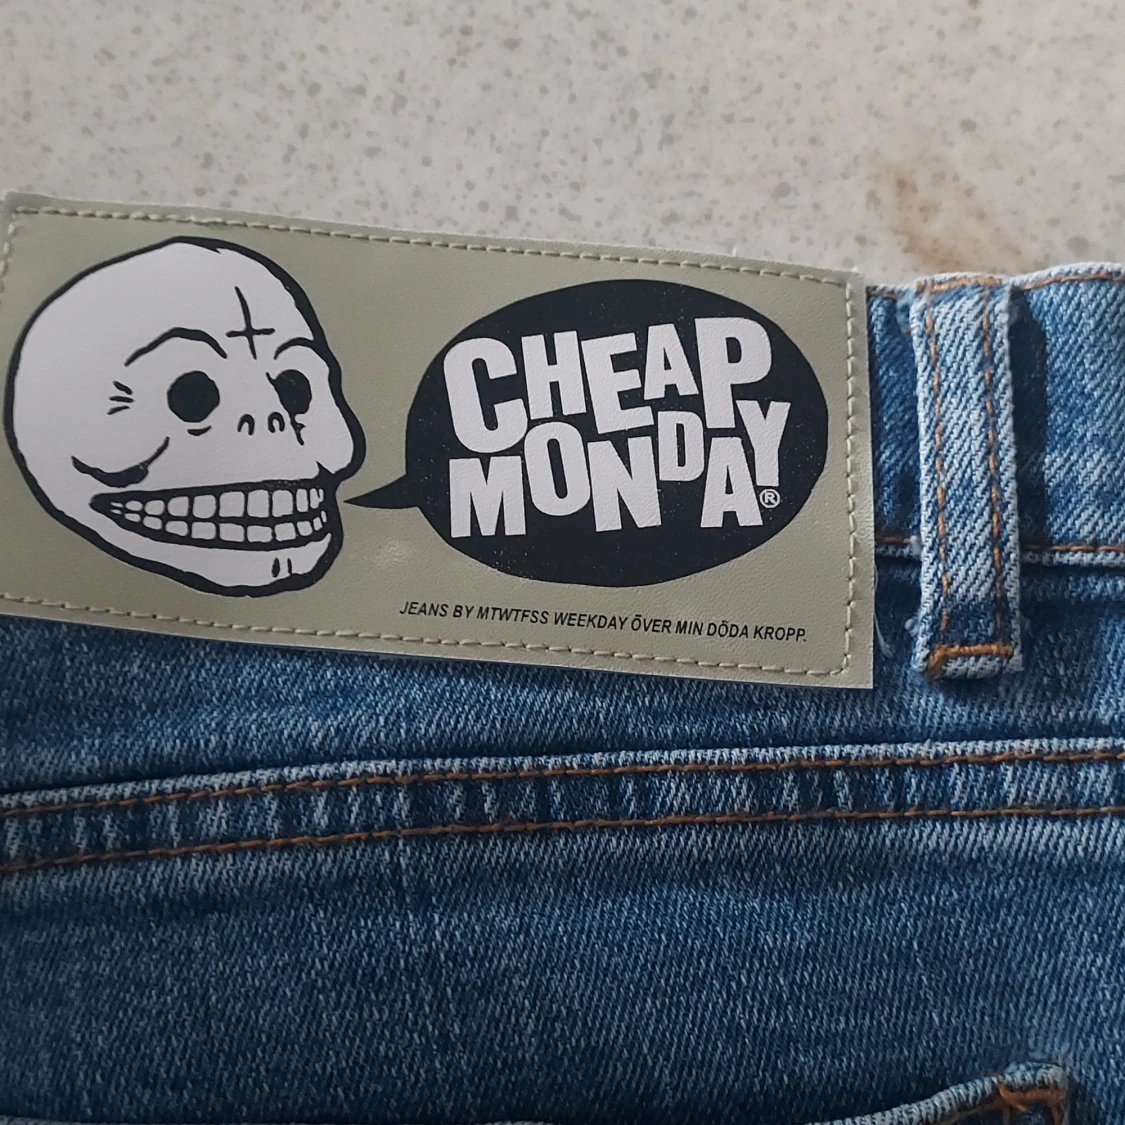 CHEAP
MONDAY®
JEANS BY MTWTFSS WEEKDAY ÖVER MIN DÖDA KROPP.